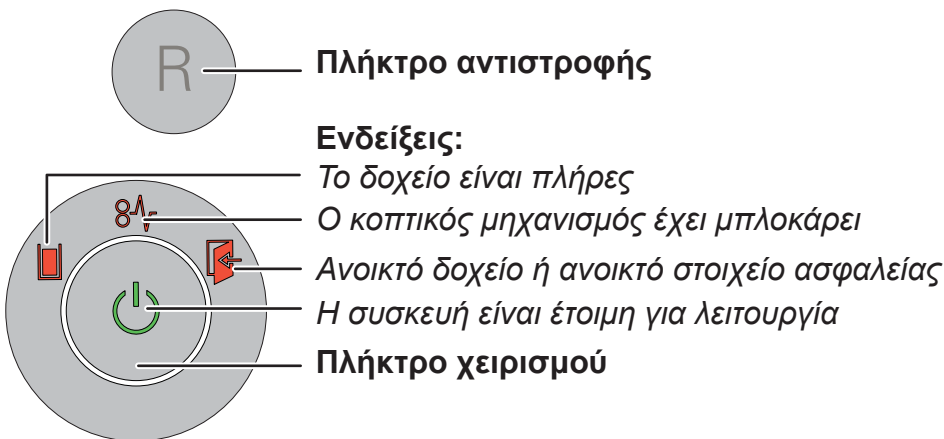 R
Πλήκτρο αντιστροφής
Ενδείξεις:
Το δοχείο είναι πλήρες
Ο κοπτικός μηχανισμός έχει μπλοκάρει
Ανοικτό δοχείο ή ανοικτό στοιχείο ασφαλείας
Η συσκευή είναι έτοιμη για λειτουργία
Πλήκτρο χειρισμού